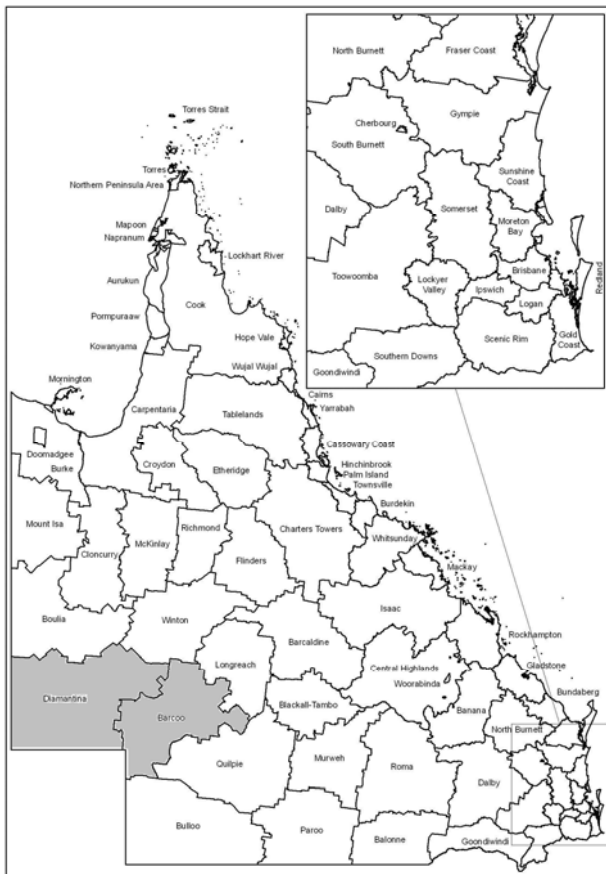 North Burnett
Fraser Coast
Gympie
Cherbourg
South Burnett
Sunshine
Coast
Dalby
Somerset
Moreton
Bay
Toowoomba
Lockyer
Valley
Ipswich
Brisbane
Logan
Redland
Scenic Rim
Gold
Coast
Southern Downs
Goondiwindi
Torres Strait
Torres
Northern Peninsula Area
Mapoon
Napranum
Lockhart River
Aurukun
Cook
Pormpuraaw
Hope Vale
Kowanyama
Wujal Wujal
Mornington
Cairns
Yarrabah
Carpentaria
Tablelands
Cassowary Coast
Doomadgee
Burke
Croydon
Etheridge
Hinchinbrook
Palm Island
Townsville
Burdekin
Mount Isa
Richmond
Charters Towers
Cloncurry
McKinlay
Flinders
Whitsunday
Mackay
Isaac
Boulia
Winton
Barcaldine
Rockhampton
Longreach
Central Highlands
Gladstone
Woorabinda
Diamantina
Barcoo
Blackall-Tambo
Banana
Bundaberg
North Burnett
Quilpie
Murweh
Roma
Dalby
Bulloo
Paroo
Balonne
Goondiwindi